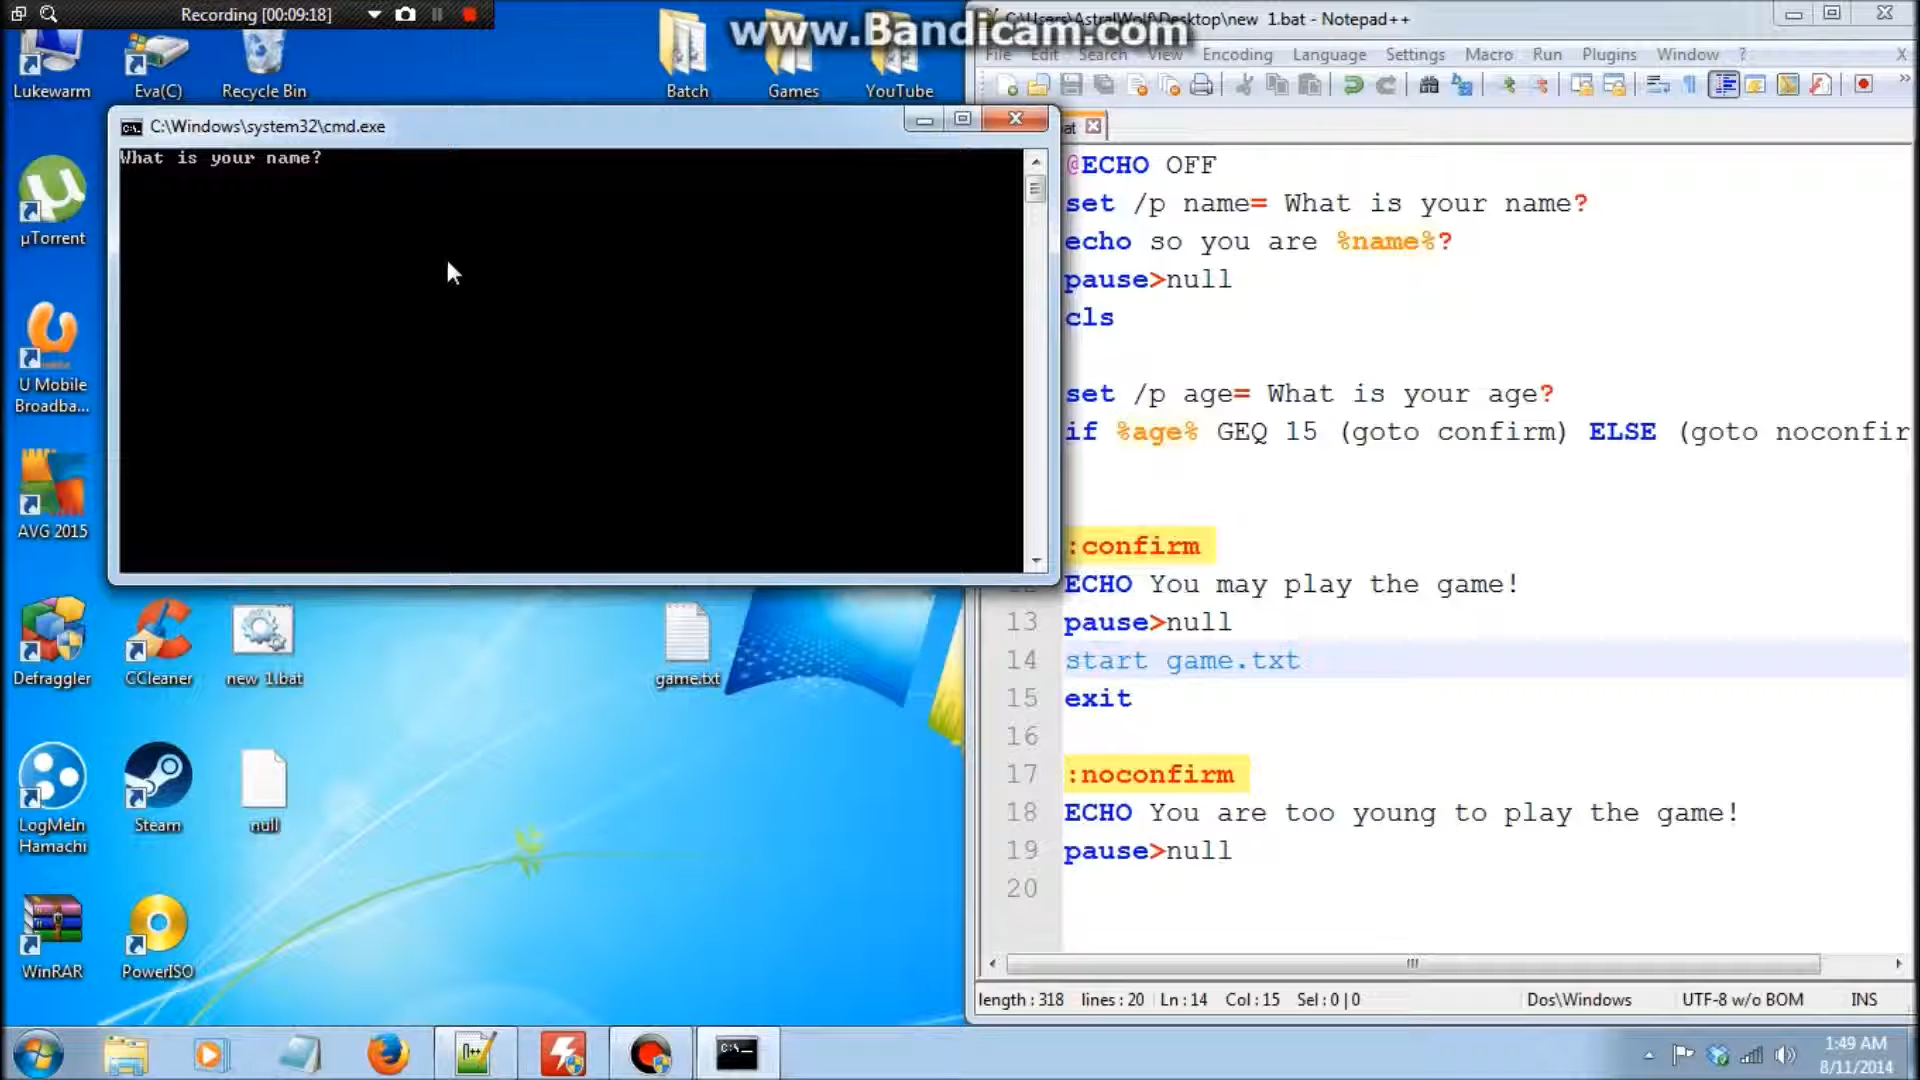 Recording [00:09:18]
www.Bandicam.com
C:\Users\AstralWolf\Desktop\new 1.bat - Notepad++
File Edit Search View Encoding Language Settings Macro Run Plugins Window ? X
Lukewarm
Eva(C)
Recycle Bin
Batch
Games
YouTube
C:\Windows\system32\cmd.exe
What is your name?
@ECHO OFF
set /p name= What is your name?
echo so you are %name%?
pause>null
cls
set /p age= What is your age?
if %age% GEQ 15 (goto confirm) ELSE (goto noconfir
:confirm
ECHO You may play the game!
13 pause>null
14 start game.txt
15 exit
16
17 :noconfirm
18 ECHO You are too young to play the game!
19 pause>null
20
µTorrent
U Mobile
Broadba...
AVG 2015
Defraggler
CCleaner
new 1.bat
game.txt
LogMeIn
Hamachi
Steam
null
WinRAR
PowerISO
length : 318 lines : 20 Ln : 14 Col : 15 Sel : 0 | 0 Dos\Windows UTF-8 w/o BOM INS
1:49 AM
8/11/2014